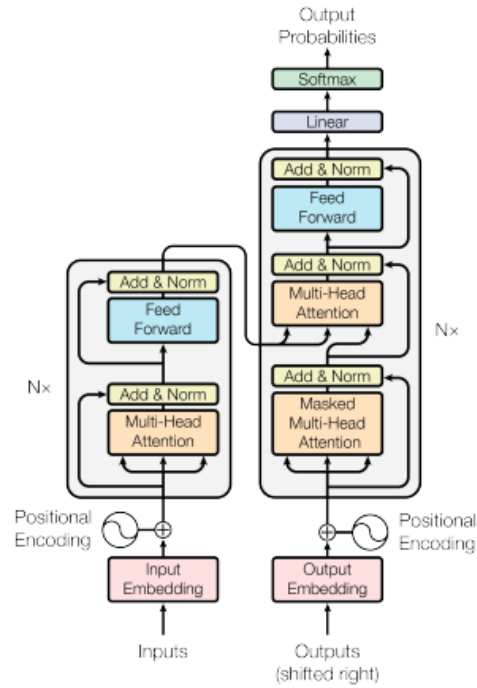 Output
Probabilities
Softmax
Linear
Add & Norm
Feed
Forward
Add & Norm
Multi-Head
Attention
Nx
Add & Norm
Masked
Multi-Head
Attention
Add & Norm
Feed
Forward
Nx
Add & Norm
Multi-Head
Attention
Positional
Encoding
Positional
Encoding
Input
Embedding
Output
Embedding
Inputs
Outputs
(shifted right)